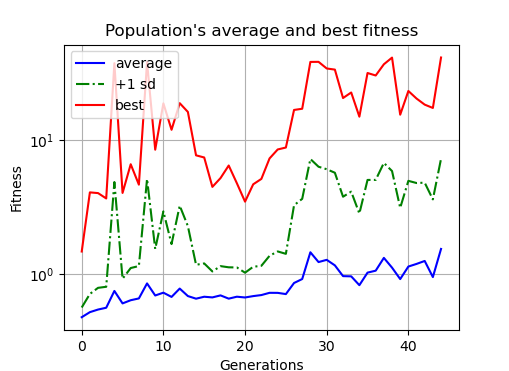 Population's average and best fitness
average
+1 sd
best
Fitness
10¹
10⁰
0 10 20 30 40
Generations